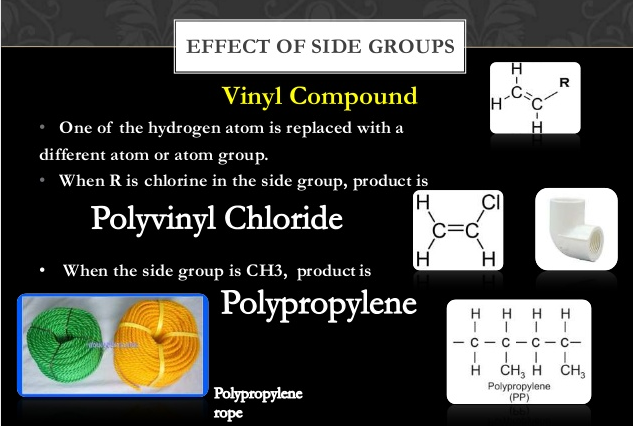 EFFECT OF SIDE GROUPS
Vinyl Compound
• One of the hydrogen atom is replaced with a
different atom or atom group.
• When R is chlorine in the side group, product is
Polyvinyl Chloride
• When the side group is CH3, product is
Polypropylene
Polypropylene
rope
H
R
H C C
H
H Cl
C=C
H H
H H H H
– C – C – C – C –
H CH₃ H CH₃
Polypropylene
(PP)